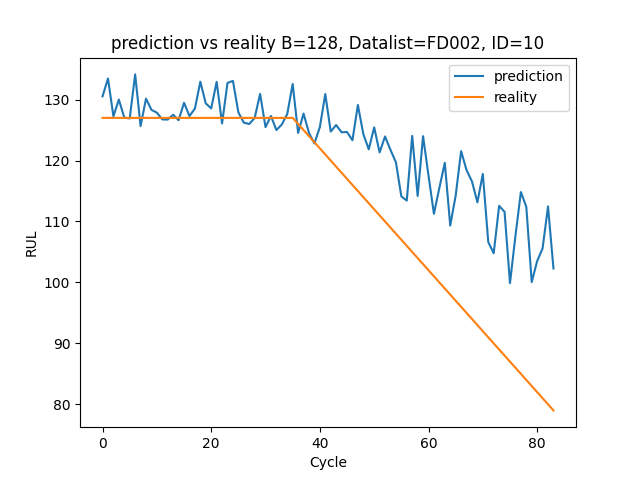 prediction vs reality B=128, Datalist=FD002, ID=10
prediction
reality
RUL
130
120
110
100
90
80
0
20
40
60
80
Cycle